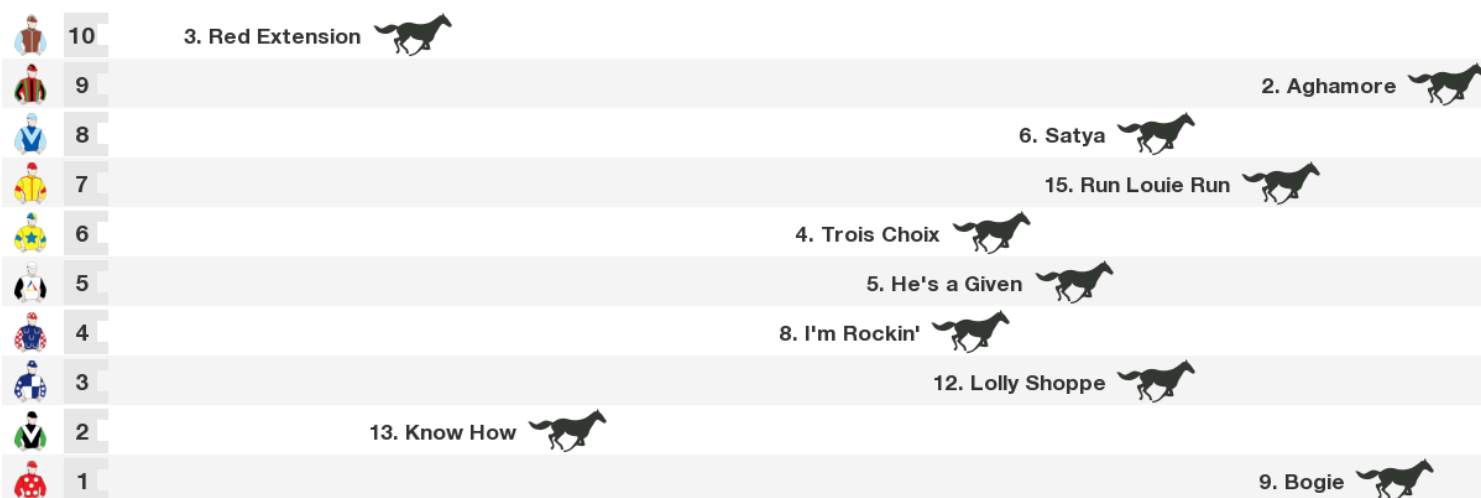 10 3. Red Extension
9 2. Aghamore
8 6. Satya
7 15. Run Louie Run
6 4. Trois Choix
5 5. He's a Given
4 8. I'm Rockin'
3 12. Lolly Shoppe
2 13. Know How
1 9. Bogie